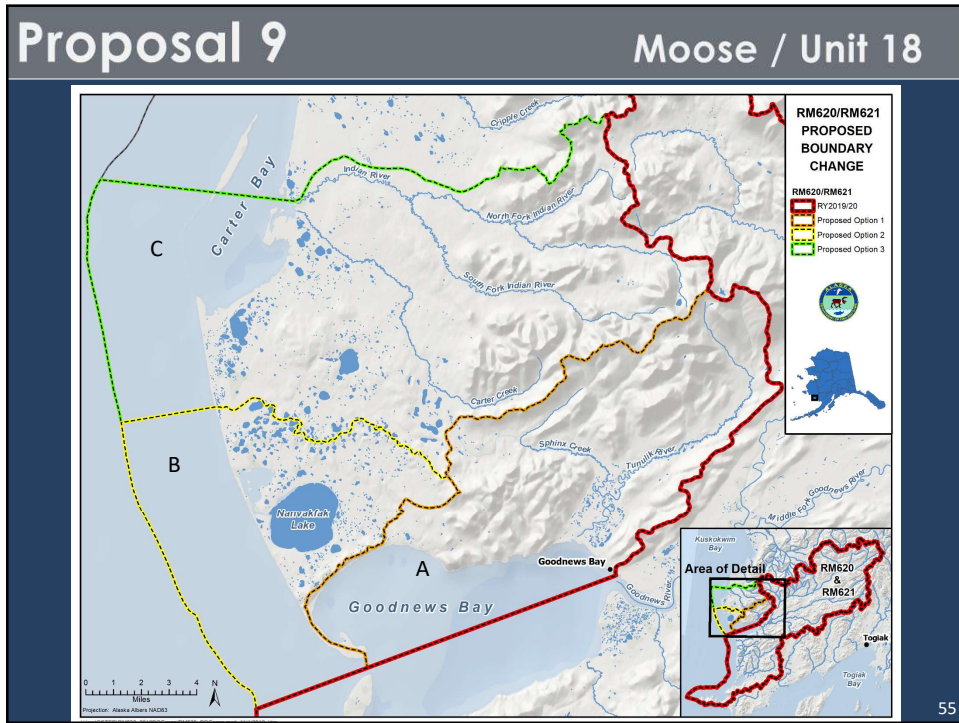 Proposal 9
Moose / Unit 18
RM620/RM621
PROPOSED
BOUNDARY
CHANGE
RM620/RM621
RY2019/20
Proposed Option 1
Proposed Option 2
Proposed Option 3
Cripple Creek
Carter Bay
Indian River
North Fork Indian River
C
South Fork Indian River
Carter Creek
B
Sphinx Creek
Tunulik River
Nanvakfak
Lake
Middle Fork Goodnews River
A
Goodnews Bay
Goodnews River
Goodnews Bay
Kuskokwim
Bay
Area of Detail
RM620
&
RM621
Togiak
Togiak
Bay
0 1 2 3 4
Miles
N
Projection: Alaska Albers NAD83
55